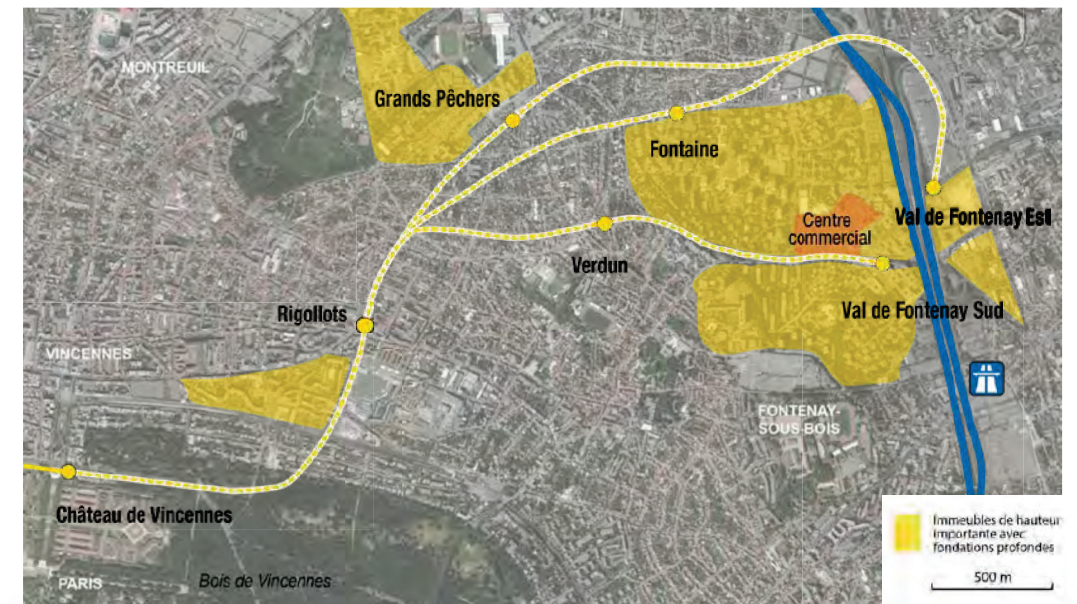 MONTREUIL
Grands Pêchers
Fontaine
Centre
commercial
Val de Fontenay Est
Verdun
Rigollots
Val de Fontenay Sud
VINCENNES
FONTENAY-
SOUS-BOIS
Château de Vincennes
PARIS
Bois de Vincennes
Immeubles de hauteur
importante avec
fondations profondes
500 m